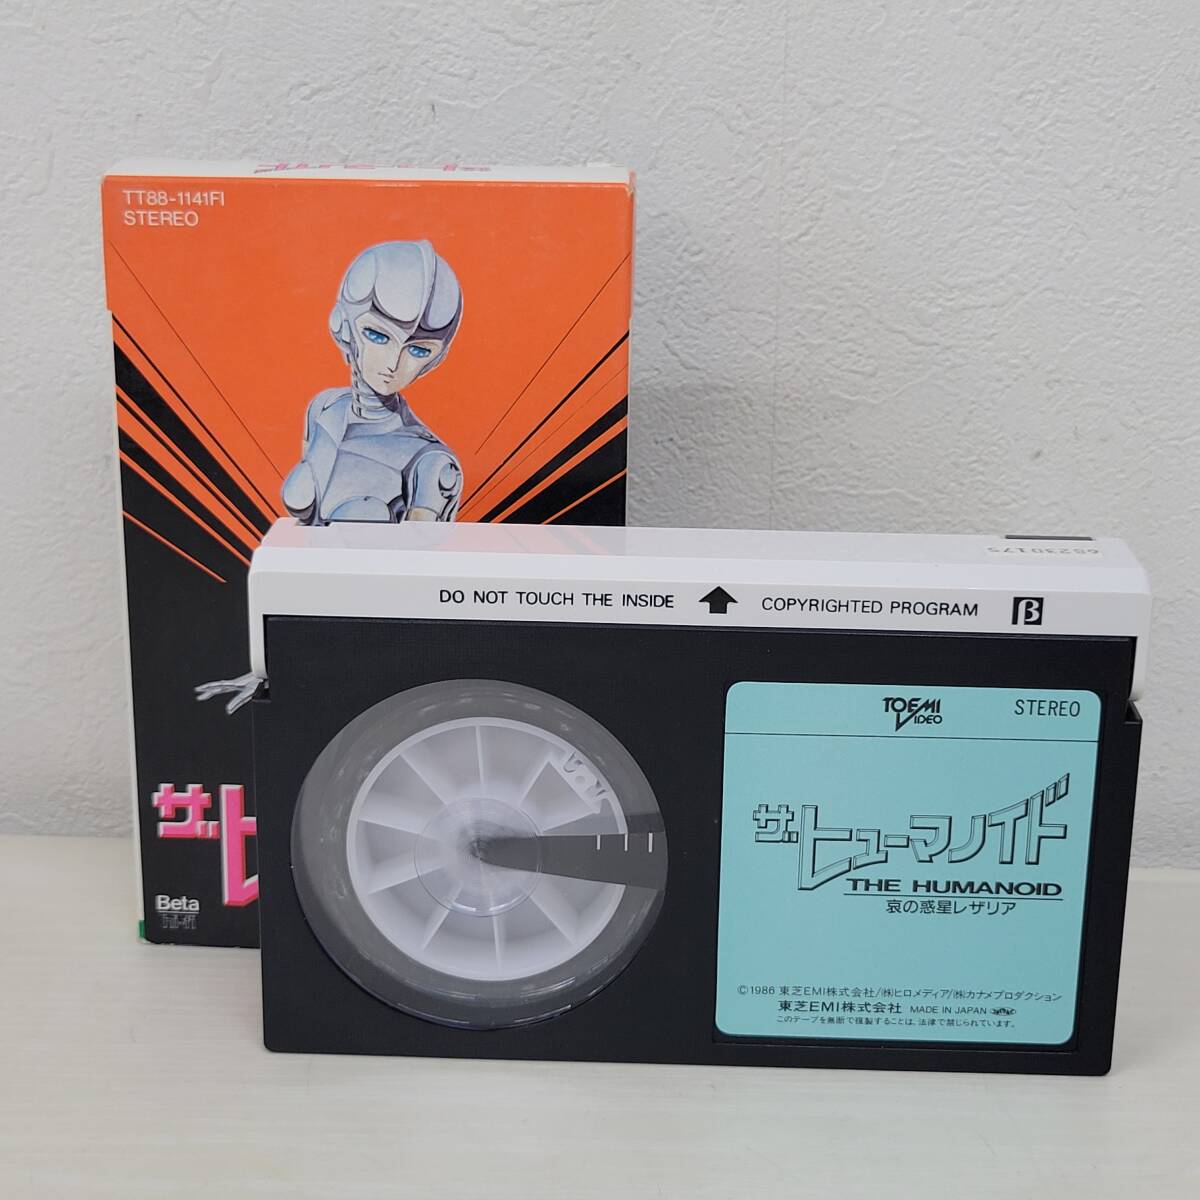 TT88-1141FI
STEREO
ザ・ヒ
Beta
hi-fi
65230175
DO NOT TOUCH THE INSIDE
COPYRIGHTED PROGRAM
β
TOEMI
VIDEO
STEREO
ザ・ヒューマノイド
THE HUMANOID
哀の惑星レザリア
©1986 東芝EMI株式会社/㈱ヒロメディア/㈱カナメプロダクション
東芝EMI株式会社 MADE IN JAPAN
このテープを無断で複製することは、法律で禁じられています。